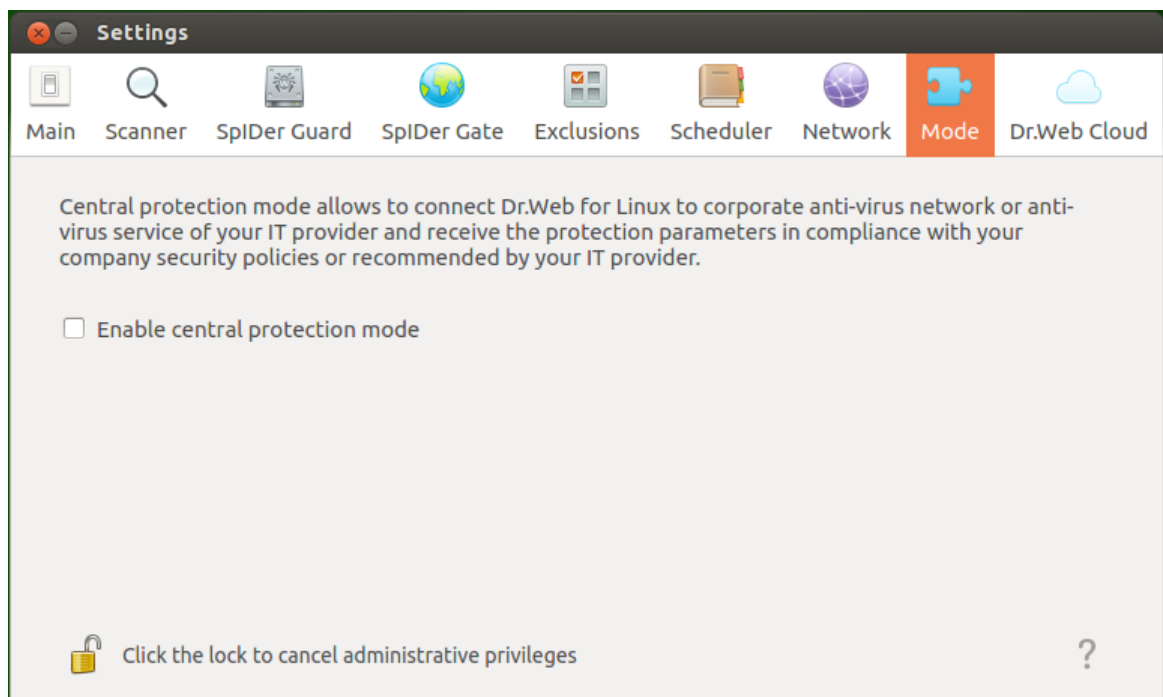 Settings
Main Scanner SpIDer Guard SpIDer Gate Exclusions Scheduler Network Mode Dr.Web Cloud
Central protection mode allows to connect Dr.Web for Linux to corporate anti-virus network or anti-
virus service of your IT provider and receive the protection parameters in compliance with your
company security policies or recommended by your IT provider.
Enable central protection mode
Click the lock to cancel administrative privileges
?